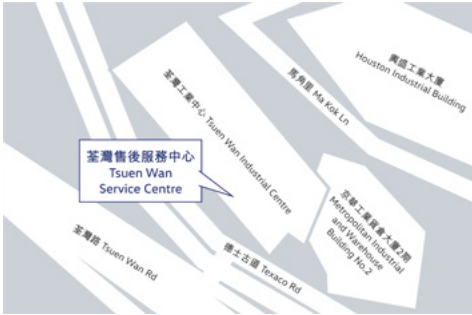 興盛工業大廈
Houston Industrial Building
馬角里 Ma Kok Ln
荃灣工業中心 Tsuen Wan Industrial Centre
荃灣售後服務中心
Tsuen Wan
Service Centre
京華工業貨倉大廈2期
Metropolitan Industrial
and Warehouse
Building No.2
荃灣路 Tsuen Wan Rd
德士古道 Texaco Rd